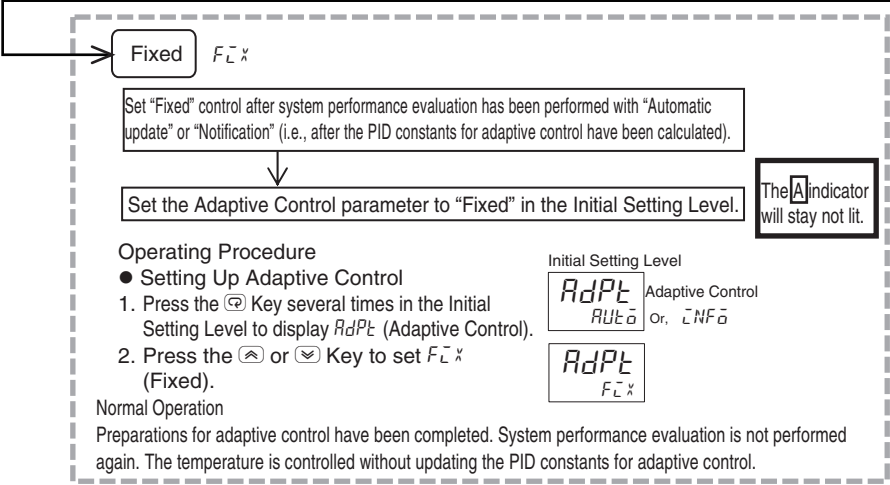 Fixed FiX
Set “Fixed” control after system performance evaluation has been performed with “Automatic
update” or “Notification” (i.e., after the PID constants for adaptive control have been calculated).
Set the Adaptive Control parameter to “Fixed” in the Initial Setting Level.
The A indicator
will stay not lit.
Operating Procedure
● Setting Up Adaptive Control
1. Press the Key several times in the Initial
Setting Level to display AdPt (Adaptive Control).
2. Press the or Key to set FiX
(Fixed).
Initial Setting Level
AdPt
AUto
Adaptive Control
Or, iNFo
AdPt
FiX
Normal Operation
Preparations for adaptive control have been completed. System performance evaluation is not performed
again. The temperature is controlled without updating the PID constants for adaptive control.